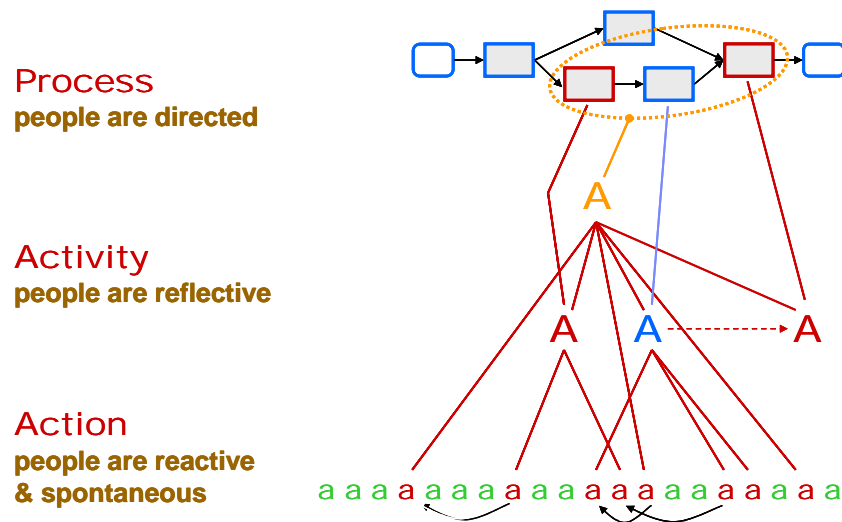 Process
people are directed
A
Activity
people are reflective
A A A
Action
people are reactive
& spontaneous
a a a a a a a a a a a a a a a a a a a a